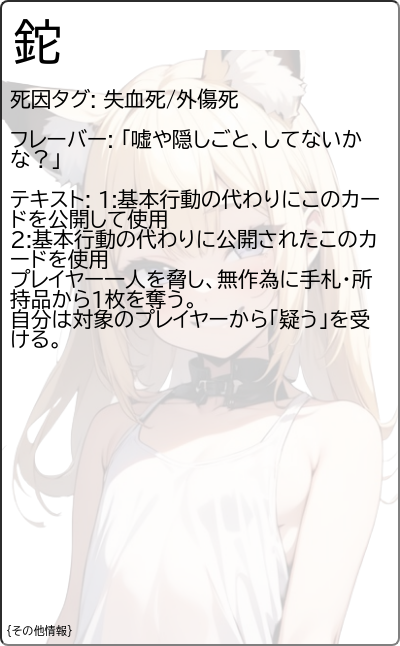 鉈
死因タグ: 失血死/外傷死
フレーバー: 「嘘や隠しごと、してないか
な？」
テキスト: 1:基本行動の代わりにこのカー
ドを公開して使用
2:基本行動の代わりに公開されたこのカ
ードを使用
プレイヤー一人を脅し、無作為に手札・所
持品から1枚を奪う。
自分は対象のプレイヤーから「疑う」を受
ける。
{その他情報}